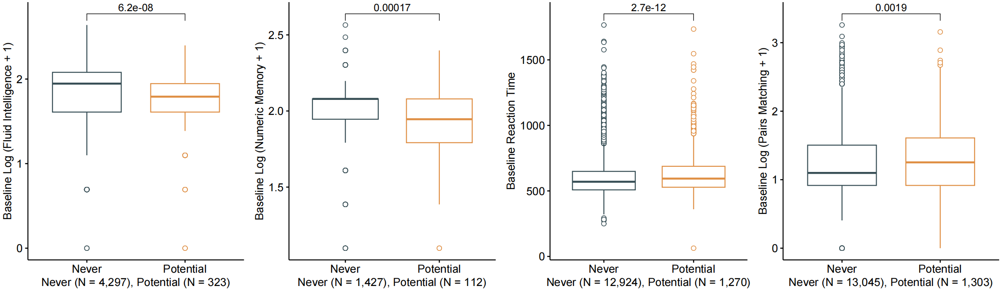 6.2e-08
Baseline Log (Fluid Intelligence + 1)
2
1
0
Never
Potential
Never (N = 4,297), Potential (N = 323)
0.00017
Baseline Log (Numeric Memory + 1)
2.5
2.0
1.5
Never
Potential
Never (N = 1,427), Potential (N = 112)
2.7e-12
Baseline Reaction Time
1500
1000
500
0
Never
Potential
Never (N = 12,924), Potential (N = 1,270)
0.0019
Baseline Log (Pairs Matching + 1)
3
2
1
0
Never
Potential
Never (N = 13,045), Potential (N = 1,303)